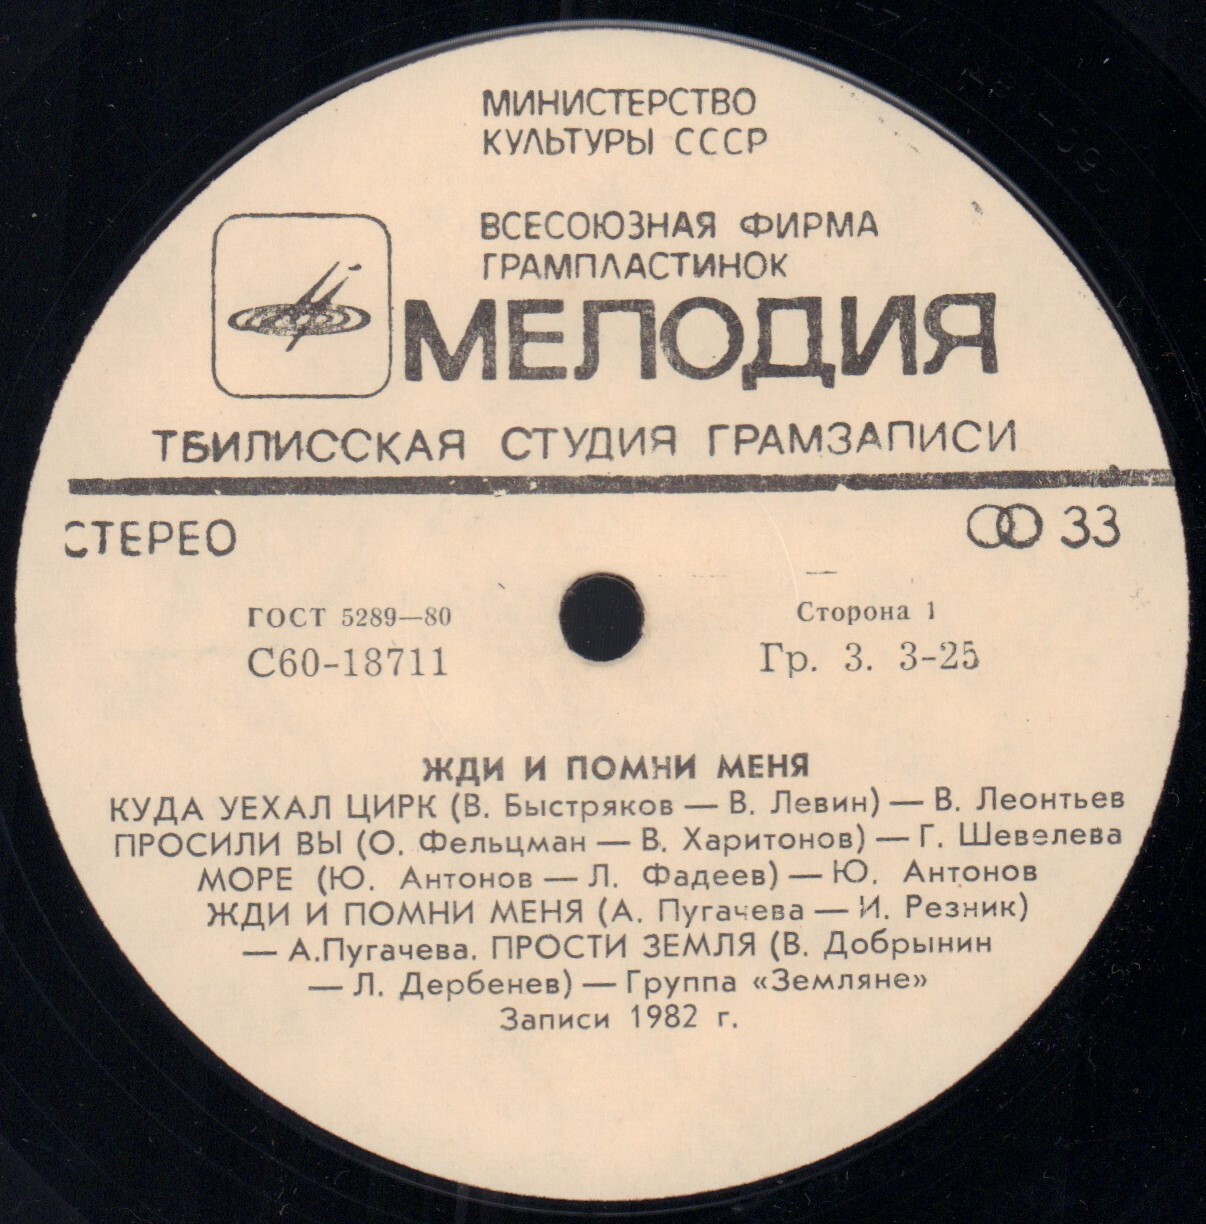 МИНИСТЕРСТВО
КУЛЬТУРЫ СССР
ВСЕСОЮЗНАЯ ФИРМА
ГРАМПЛАСТИНОК
МЕЛОДИЯ
ТБИЛИССКАЯ СТУДИЯ ГРАМЗАПИСИ
СТЕРЕО
33
ГОСТ 5289—80
Сторона 1
С60-18711
Гр. 3. 3-25
ЖДИ И ПОМНИ МЕНЯ
КУДА УЕХАЛ ЦИРК (В. Быстряков — В. Левин) — В. Леонтьев
ПРОСИЛИ ВЫ (О. Фельцман — В. Харитонов) — Г. Шевелева
МОРЕ (Ю. Антонов — Л. Фадеев) — Ю. Антонов
ЖДИ И ПОМНИ МЕНЯ (А. Пугачева — И. Резник)
— А.Пугачева. ПРОСТИ ЗЕМЛЯ (В. Добрынин
— Л. Дербенев) — Группа «Земляне»
Записи 1982 г.